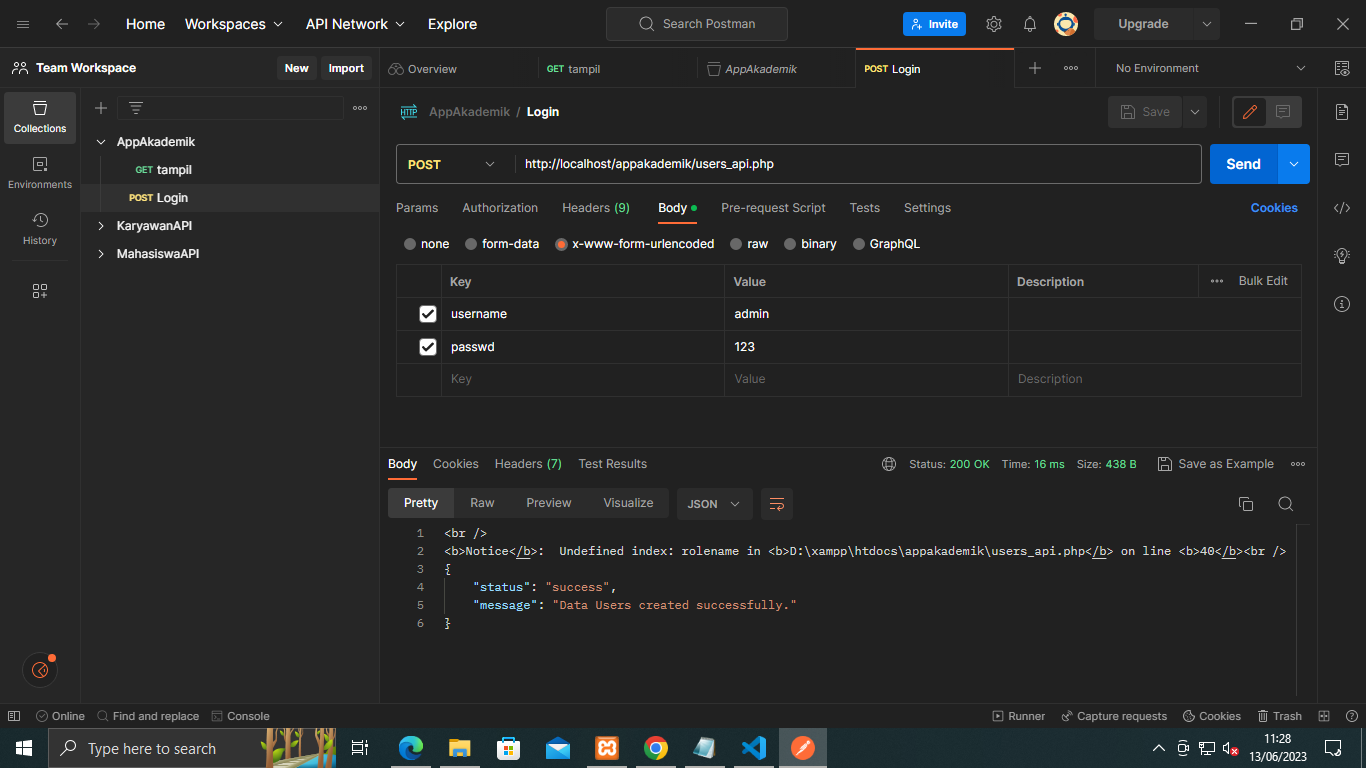 Home Workspaces API Network Explore Search Postman Invite Upgrade
Team Workspace New Import Overview GET tampil AppAkademik POST Login No Environment
Collections
Environments
History
AppAkademik
GET tampil
POST Login
KaryawanAPI
MahasiswaAPI
HTTP AppAkademik / Login Save
POST http://localhost/appakademik/users_api.php Send
Params Authorization Headers (9) Body Pre-request Script Tests Settings Cookies
none form-data x-www-form-urlencoded raw binary GraphQL
Key Value Description Bulk Edit
username admin
passwd 123
Key Value Description
Body Cookies Headers (7) Test Results Status: 200 OK Time: 16 ms Size: 438 B Save as Example
Pretty Raw Preview Visualize JSON
1 <br />
2 <b>Notice</b>:  Undefined index: rolename in <b>D:\xampp\htdocs\appakademik\users_api.php</b> on line <b>40</b><br />
3 {
4 "status": "success",
5 "message": "Data Users created successfully."
6 }
Online Find and replace Console Runner Capture requests Cookies Trash
Type here to search
11:28
13/06/2023